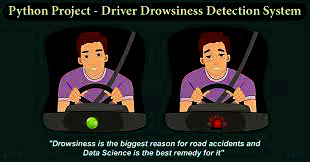 Python Project - Driver Drowsiness Detection System
"Drowsiness is the biggest reason for road accidents and
Data Science is the best remedy for it"